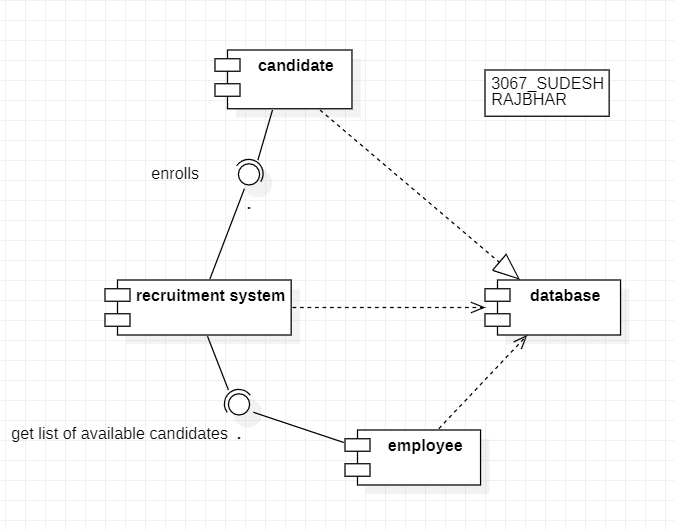 candidate
3067_SUDESH
RAJBHAR
enrolls
.
recruitment system
database
get list of available candidates .
employee